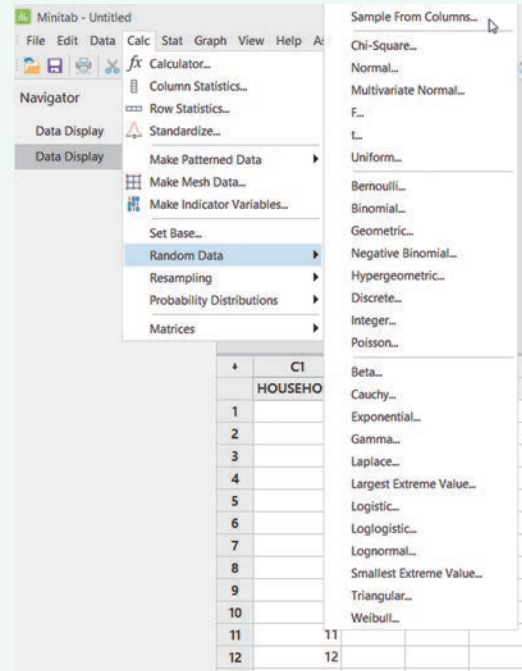 Minitab - Untitled
File Edit Data Calc Stat Graph View Help As
Navigator
Data Display
Data Display
fx Calculator...
Column Statistics...
Row Statistics...
Standardize...
Make Patterned Data
Make Mesh Data...
Make Indicator Variables...
Set Base...
Random Data
Resampling
Probability Distributions
Matrices
Sample From Columns...
Chi-Square...
Normal...
Multivariate Normal...
F...
t...
Uniform...
Bernoulli...
Binomial...
Geometric...
Negative Binomial...
Hypergeometric...
Discrete...
Integer...
Poisson...
Beta...
Cauchy...
Exponential...
Gamma...
Laplace...
Largest Extreme Value...
Logistic...
Loglogistic...
Lognormal...
Smallest Extreme Value...
Triangular...
Weibull...
C1
HOUSEHO
1
2
3
4
5
6
7
8
9
10
11 11
12 12